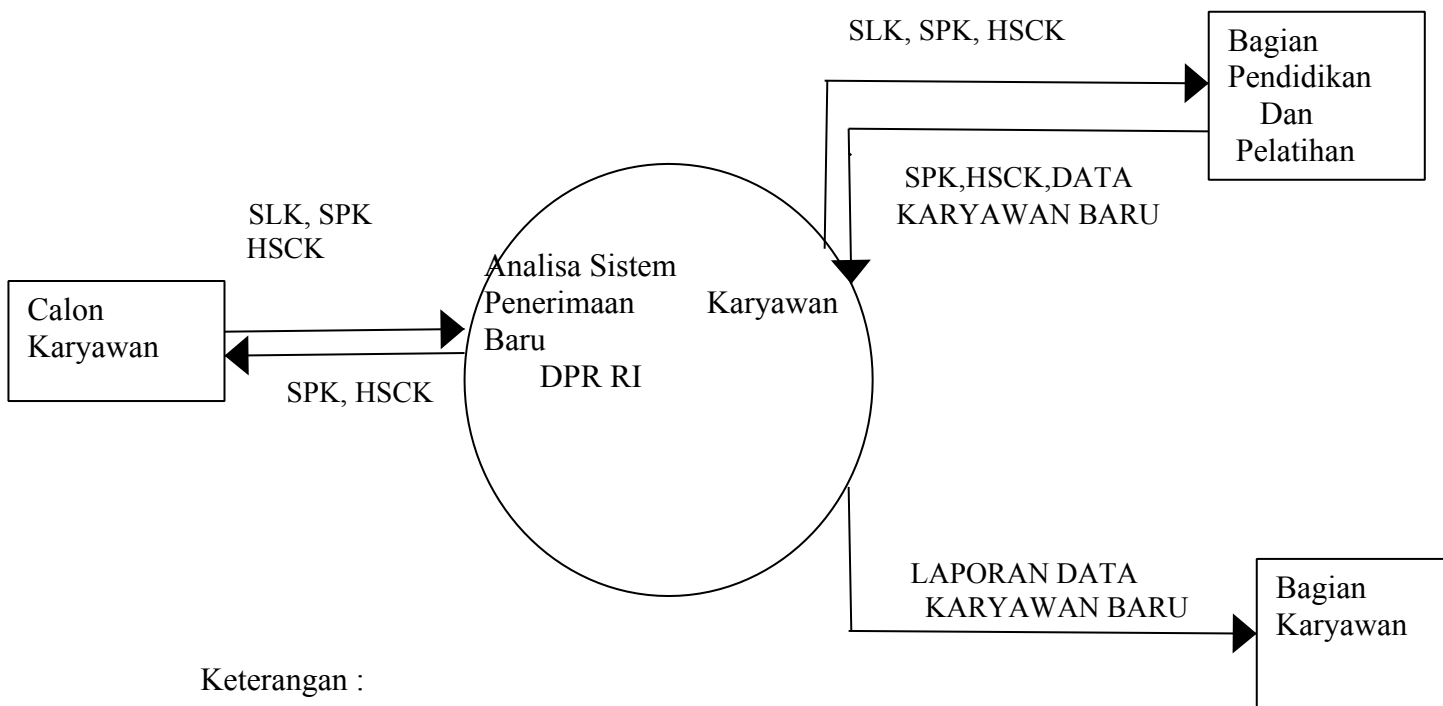 SLK, SPK, HSCK
Bagian
Pendidikan
Dan
Pelatihan
SPK,HSCK,DATA
KARYAWAN BARU
SLK, SPK
HSCK
Analisa Sistem
Penerimaan Karyawan
Baru
DPR RI
Calon
Karyawan
SPK, HSCK
LAPORAN DATA
KARYAWAN BARU
Bagian
Karyawan
Keterangan :